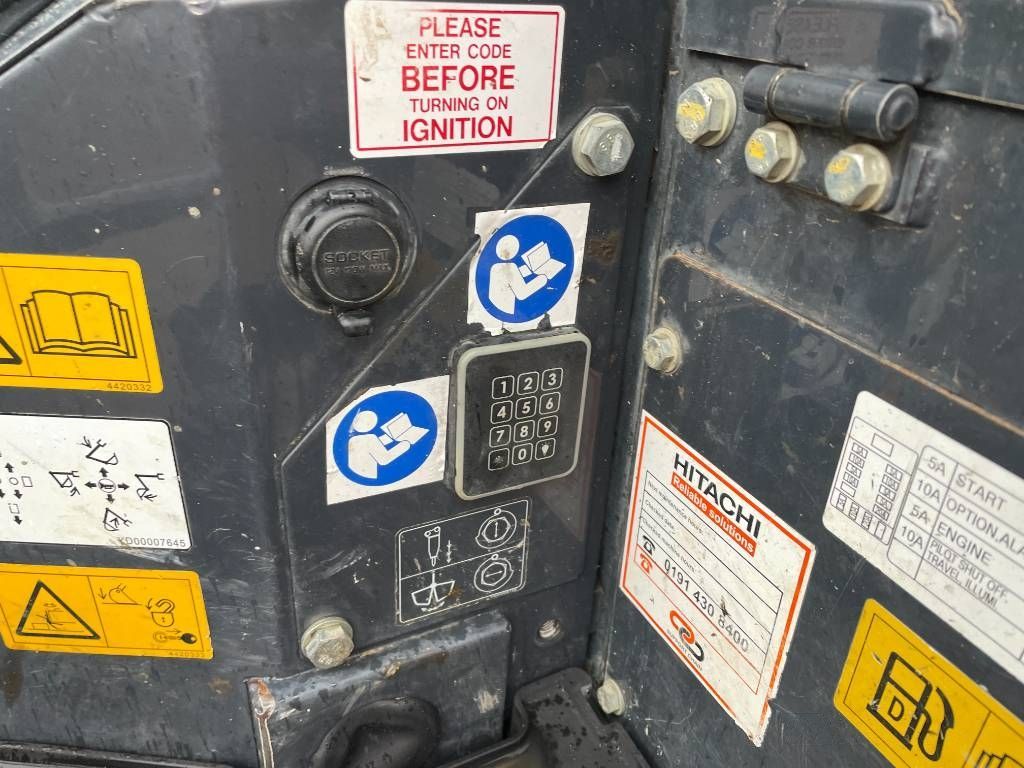 PLEASE
ENTER CODE
BEFORE
TURNING ON
IGNITION
SOCKET
4420332
YD00007645
1 2 3
4 5 6
7 8 9
0
HITACHI
Reliable solutions
0191 430 8400
5A START
10A OPTION.ALA
5A ENGINE
10A PILOT SHUT OFF
TRAVEL.ILLUMI
D